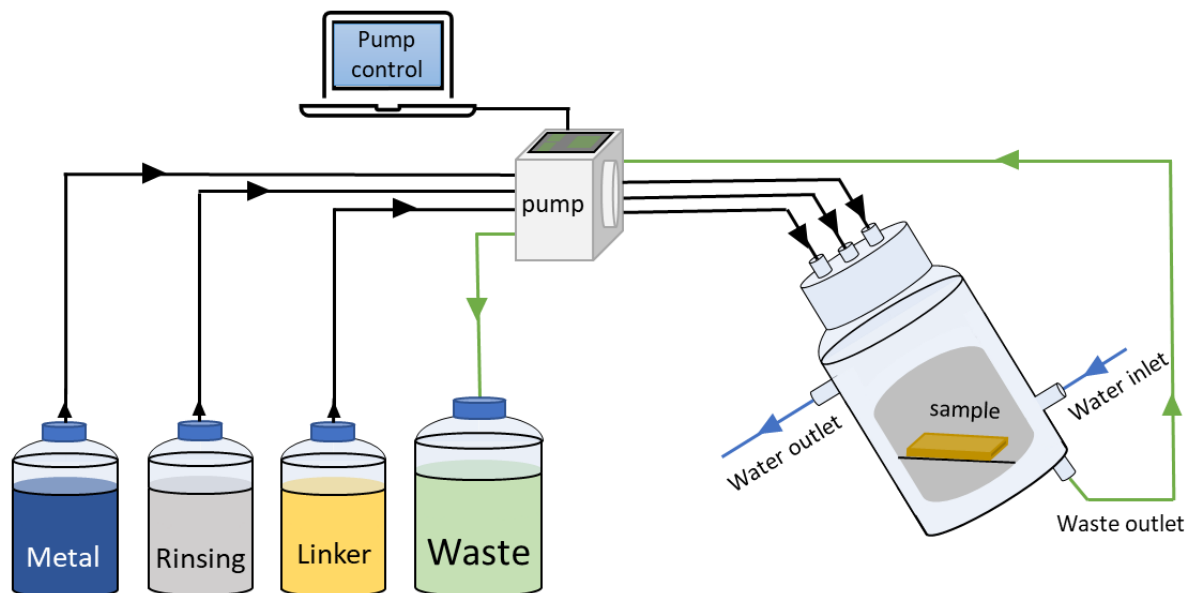 Pump
control
pump
sample
Water inlet
Water outlet
Waste outlet
Metal
Rinsing
Linker
Waste